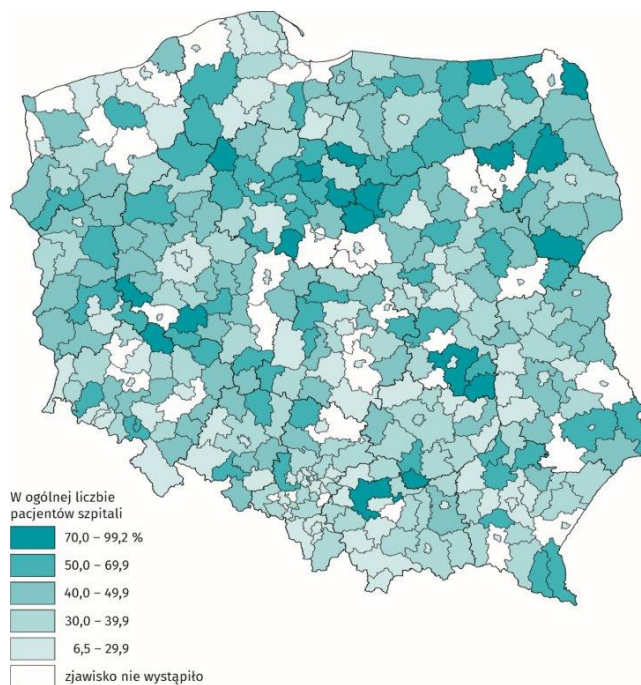 W ogólnej liczbie
pacjentów szpitali
70,0 – 99,2 %
50,0 – 69,9
40,0 – 49,9
30,0 – 39,9
6,5 – 29,9
zjawisko nie wystąpiło